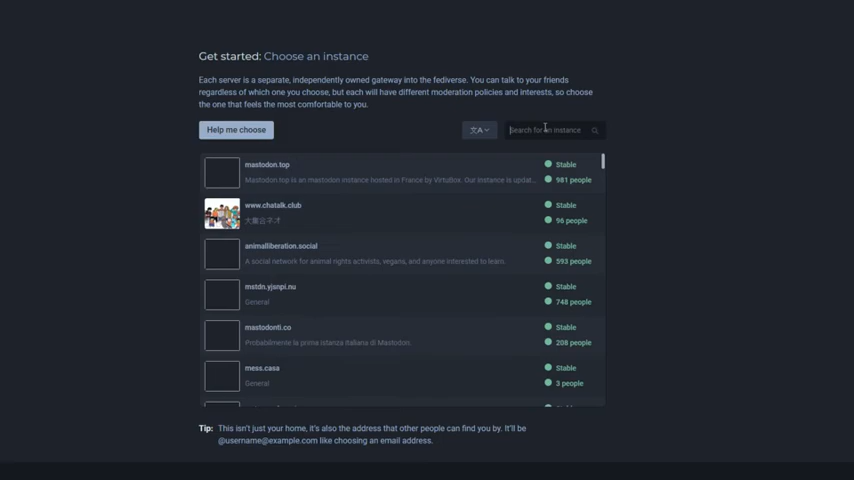 Get started: Choose an instance
Each server is a separate, independently owned gateway into the fediverse. You can talk to your friends
regardless of which one you choose, but each will have different moderation policies and interests, so choose
the one that feels the most comfortable to you.
Help me choose
文A
Search for an instance
mastodon.top
Stable
Mastodon.top is an mastodon instance hosted in France by VirtuBox. Our instance is updat...
981 people
www.chatalk.club
Stable
96 people
animalliberation.social
Stable
A social network for animal rights activists, vegans, and anyone interested to learn.
593 people
mstdn.yjsnpi.nu
Stable
General
748 people
mastodonti.co
Stable
Probabilmente la prima istanza Italiana di Mastodon.
208 people
mess.casa
Stable
General
3 people
Tip: This isn't just your home, it's also the address that other people can find you by. It'll be
@username@example.com like choosing an email address.